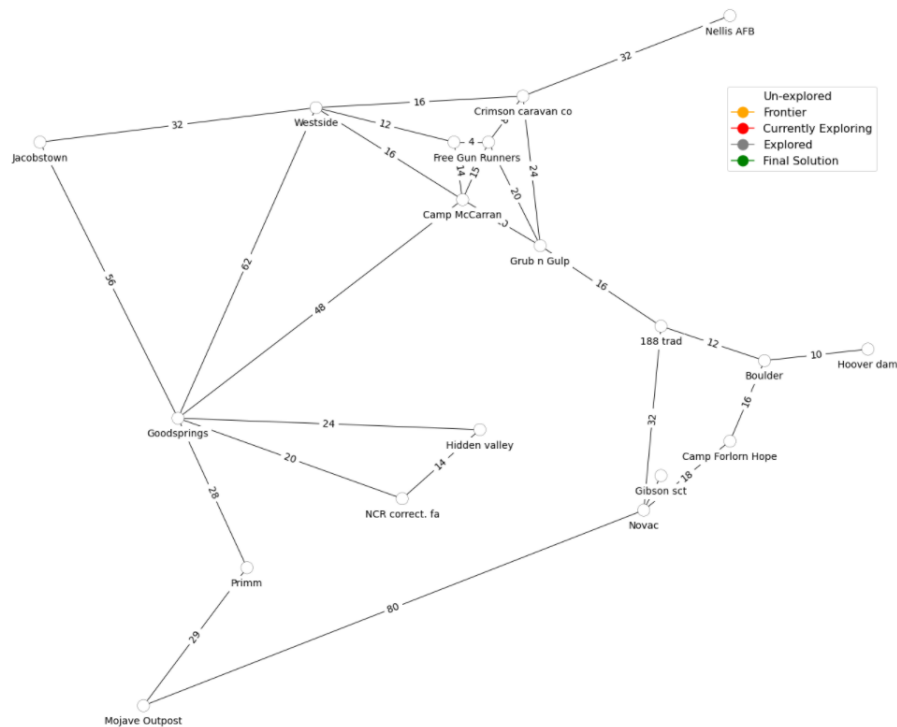 Nellis AFB
32
Un-explored
Frontier
Currently Exploring
Explored
Final Solution
16
Crimson caravan co
Westside
32
12
Jacobstown
4
Free Gun Runners
16
14
15
24
20
Camp McCarran
Grub n Gulp
62
56
16
48
188 trad
12
10
Boulder
Hoover dam
16
32
Goodsprings
24
Hidden valley
Camp Forlorn Hope
14
20
18
Gibson sct
NCR correct. fa
Novac
28
Primm
80
29
Mojave Outpost